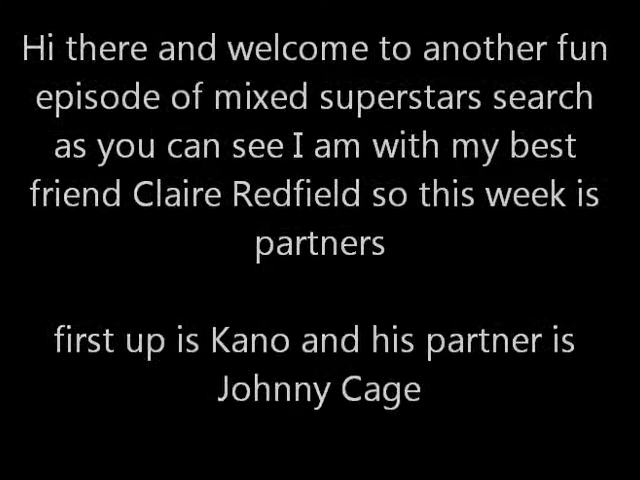 Hi there and welcome to another fun
episode of mixed superstars search
as you can see I am with my best
friend Claire Redfield so this week is
partners
first up is Kano and his partner is
Johnny Cage